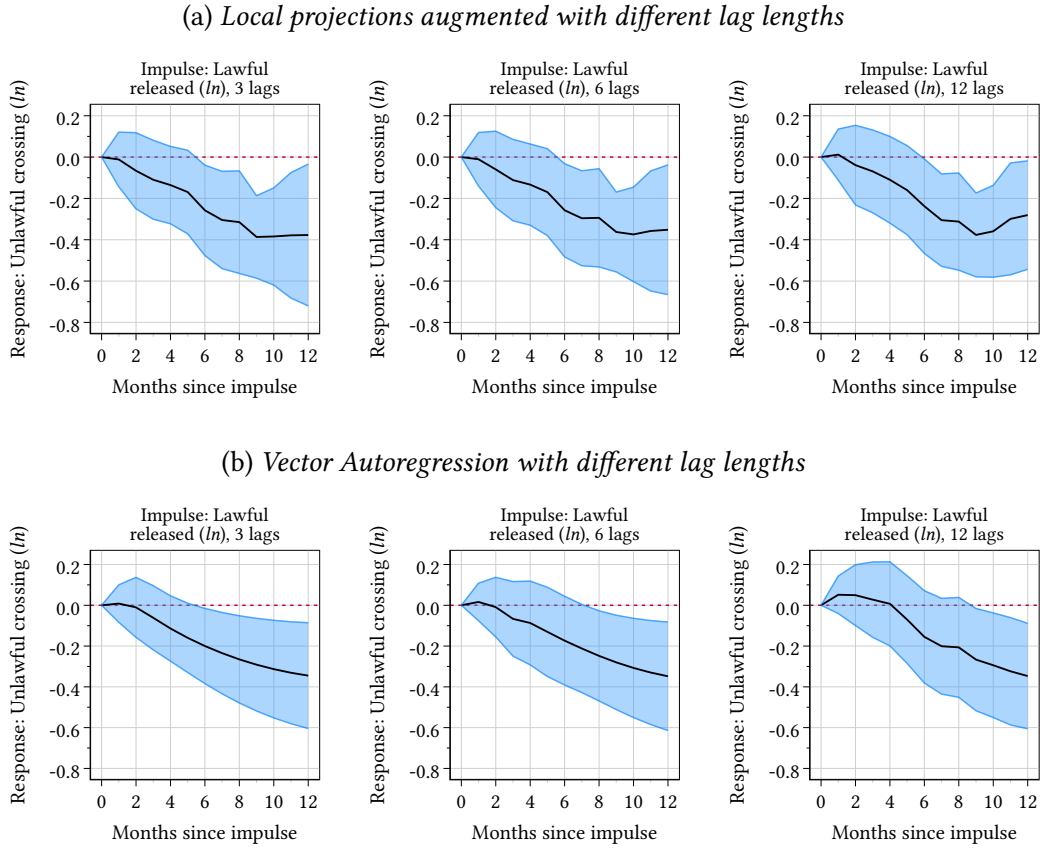 (a) Local projections augmented with different lag lengths
Impulse: Lawful
released (ln), 3 lags
Response: Unlawful crossing (ln)
0.2
0.0
-0.2
-0.4
-0.6
-0.8
0 2 4 6 8 10 12
Months since impulse
Impulse: Lawful
released (ln), 6 lags
Response: Unlawful crossing (ln)
0.2
0.0
-0.2
-0.4
-0.6
-0.8
0 2 4 6 8 10 12
Months since impulse
Impulse: Lawful
released (ln), 12 lags
Response: Unlawful crossing (ln)
0.2
0.0
-0.2
-0.4
-0.6
-0.8
0 2 4 6 8 10 12
Months since impulse
(b) Vector Autoregression with different lag lengths
Impulse: Lawful
released (ln), 3 lags
Response: Unlawful crossing (ln)
0.2
0.0
-0.2
-0.4
-0.6
-0.8
0 2 4 6 8 10 12
Months since impulse
Impulse: Lawful
released (ln), 6 lags
Response: Unlawful crossing (ln)
0.2
0.0
-0.2
-0.4
-0.6
-0.8
0 2 4 6 8 10 12
Months since impulse
Impulse: Lawful
released (ln), 12 lags
Response: Unlawful crossing (ln)
0.2
0.0
-0.2
-0.4
-0.6
-0.8
0 2 4 6 8 10 12
Months since impulse